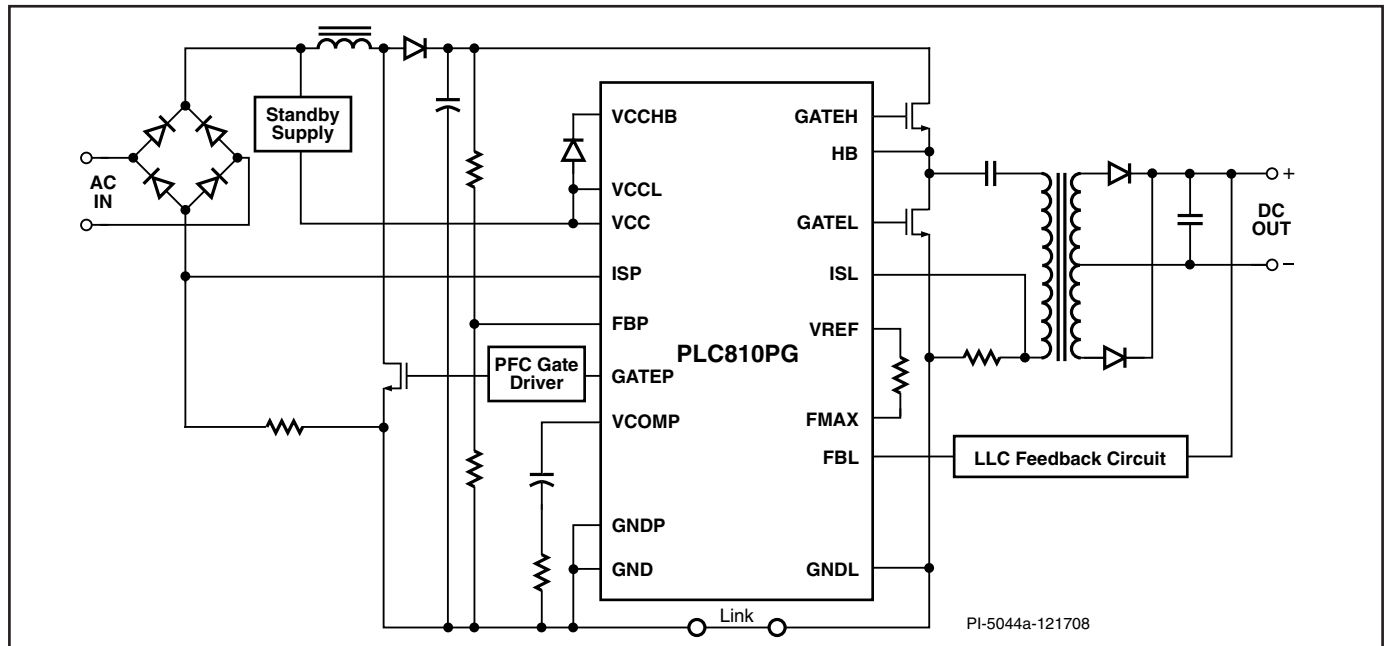 Standby
Supply
AC
IN
VCCHB
VCCL
VCC
ISP
FBP
GATEP
VCOMP
GNDP
GND
PFC Gate
Driver
PLC810PG
GATEH
HB
GATEL
ISL
VREF
FMAX
FBL
GNDL
LLC Feedback Circuit
+
DC
OUT
−
Link
PI-5044a-121708